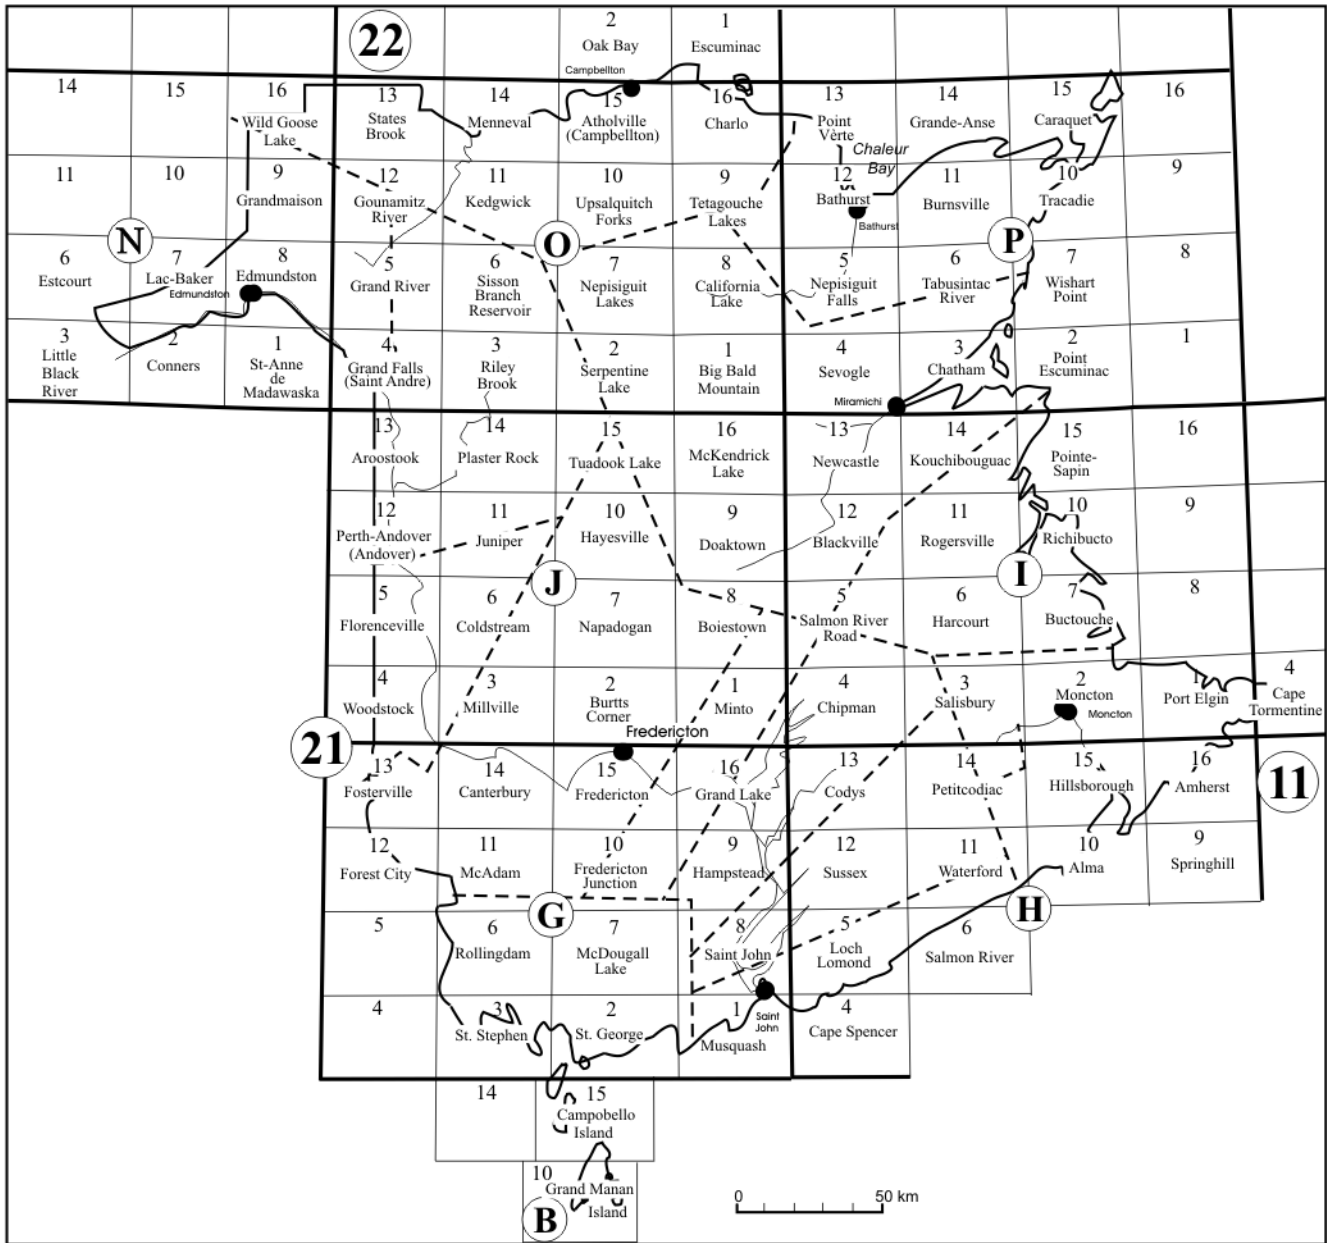 22
2
Oak Bay
1
Escuminac
Campbellton
14
15
16
Wild Goose
Lake
13
States
Brook
14
Menneval
15
Atholville
(Campbellton)
16
Charlo
13
Point
Vèrte
14
Grande-Anse
15
Caraquet
16
Chaleur
Bay
11
10
9
Grandmaison
12
Gounamitz
River
11
Kedgwick
10
Upsalquitch
Forks
9
Tetagouche
Lakes
12
Bathurst
Bathurst
11
Burnsville
10
Tracadie
9
N
O
P
6
Estcourt
7
Lac-Baker
Edmundston
8
Edmundston
5
Grand River
6
Sisson
Branch
Reservoir
7
Nepisiguit
Lakes
8
California
Lake
5
Nepisiguit
Falls
6
Tabusintac
River
7
Wishart
Point
8
3
Little
Black
River
2
Conners
1
St-Anne
de
Madawaska
4
Grand Falls
(Saint Andre)
3
Riley
Brook
2
Serpentine
Lake
1
Big Bald
Mountain
4
Sevogle
3
Chatham
2
Point
Escuminac
1
Miramichi
13
Aroostook
14
Plaster Rock
15
Tuadook Lake
16
McKendrick
Lake
13
Newcastle
14
Kouchibouguac
15
Pointe-
Sapin
16
12
Perth-Andover
(Andover)
11
Juniper
10
Hayesville
9
Doaktown
12
Blackville
11
Rogersville
10
Richibucto
9
J
I
5
Florenceville
6
Coldstream
7
Napadogan
8
Boiestown
5
Salmon River
Road
6
Harcourt
7
Buctouche
8
4
Woodstock
3
Millville
2
Burtts
Corner
1
Minto
4
Chipman
3
Salisbury
2
Moncton
Moncton
1
Port Elgin
4
Cape
Tormentine
Fredericton
21
11
13
Fosterville
14
Canterbury
15
Fredericton
16
Grand Lake
13
Codys
14
Petitcodiac
15
Hillsborough
16
Amherst
12
Forest City
11
McAdam
10
Fredericton
Junction
9
Hampstead
12
Sussex
11
Waterford
10
Alma
9
Springhill
G
H
5
6
Rollingdam
7
McDougall
Lake
8
Saint John
5
Loch
Lomond
6
Salmon River
4
3
St. Stephen
2
St. George
1
Musquash
Saint
John
4
Cape Spencer
14
15
Campobello
Island
10
Grand Manan
Island
B
0
50 km